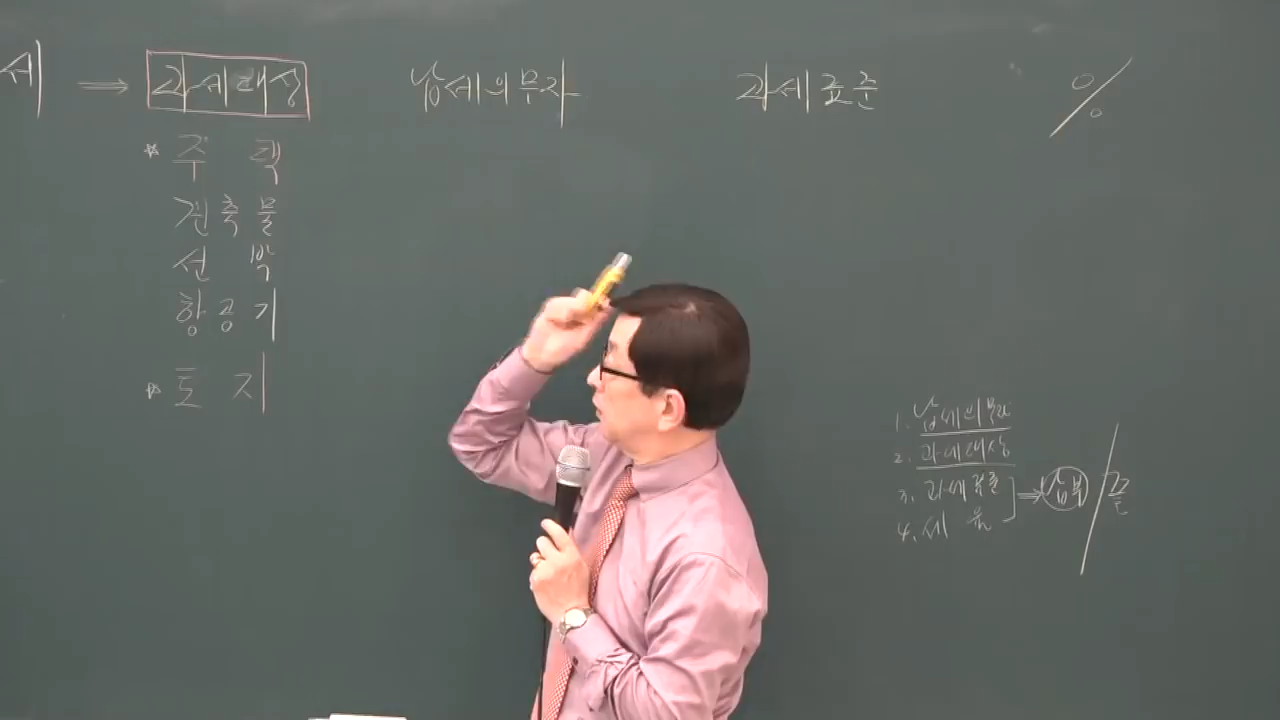 세 ⇒ 과세대상 납세의무자 과세표준 %
* 주 택
건축물
선 박
항공기
* 토 지
1. 납세의무자
2. 과세대상
3. 과세표준
4. 세 율
⇒ 납부 /